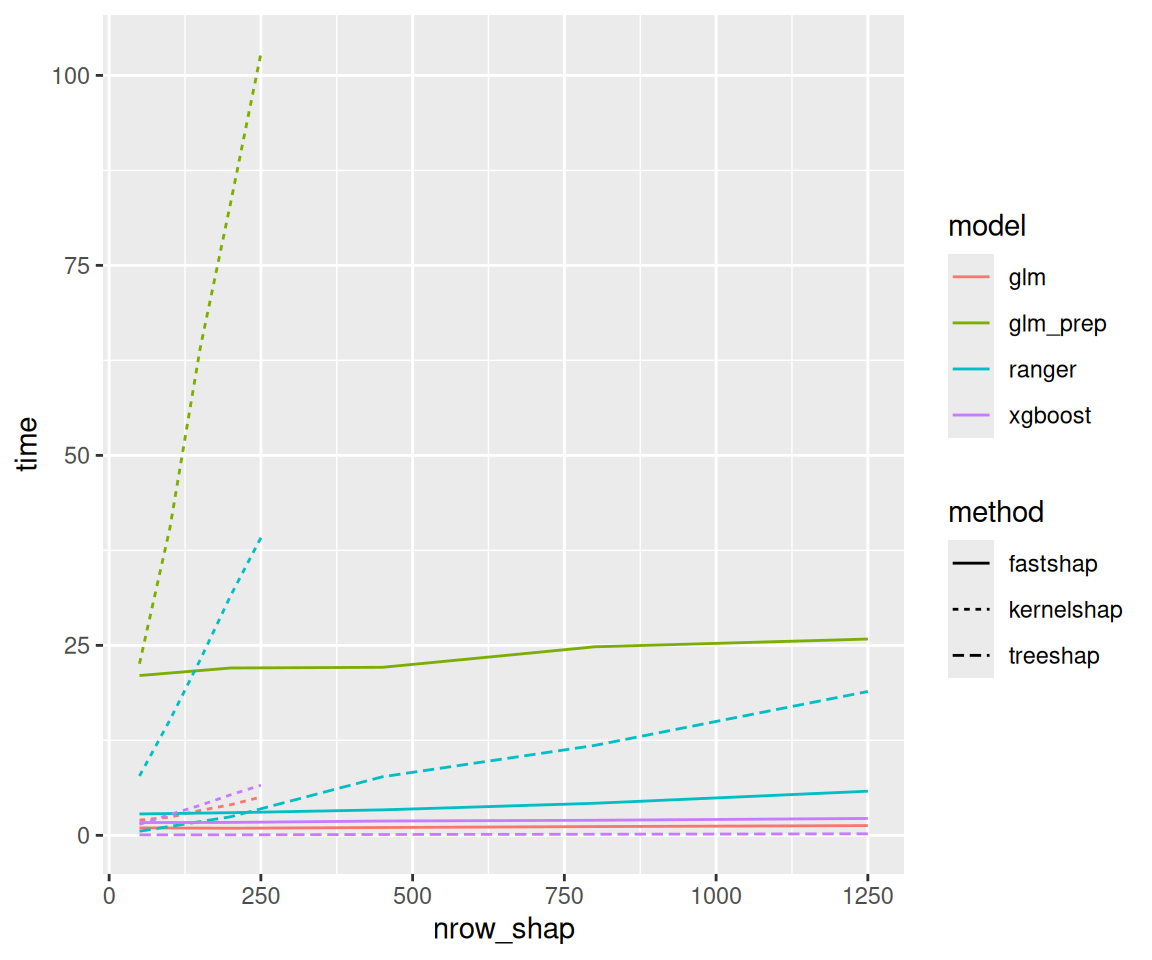 100
75
50
25
0
time
0 250 500 750 1000 1250
nrow_shap
model
glm
glm_prep
ranger
xgboost
method
fastshap
kernelshap
treeshap